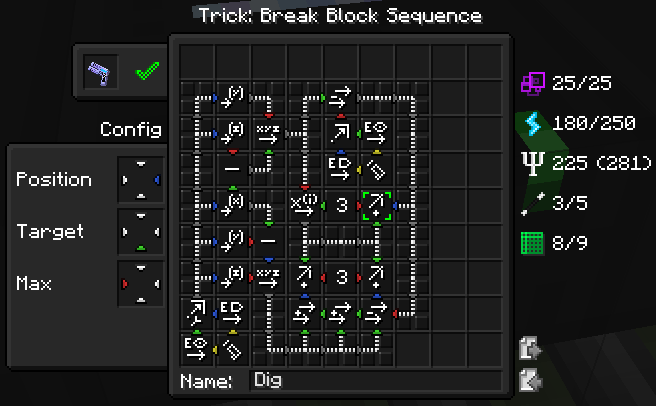 Trick: Break Block Sequence
25/25
Config
180/250
Position
225 (281)
Target
3/5
Max
8/9
3
3
Name: Dig